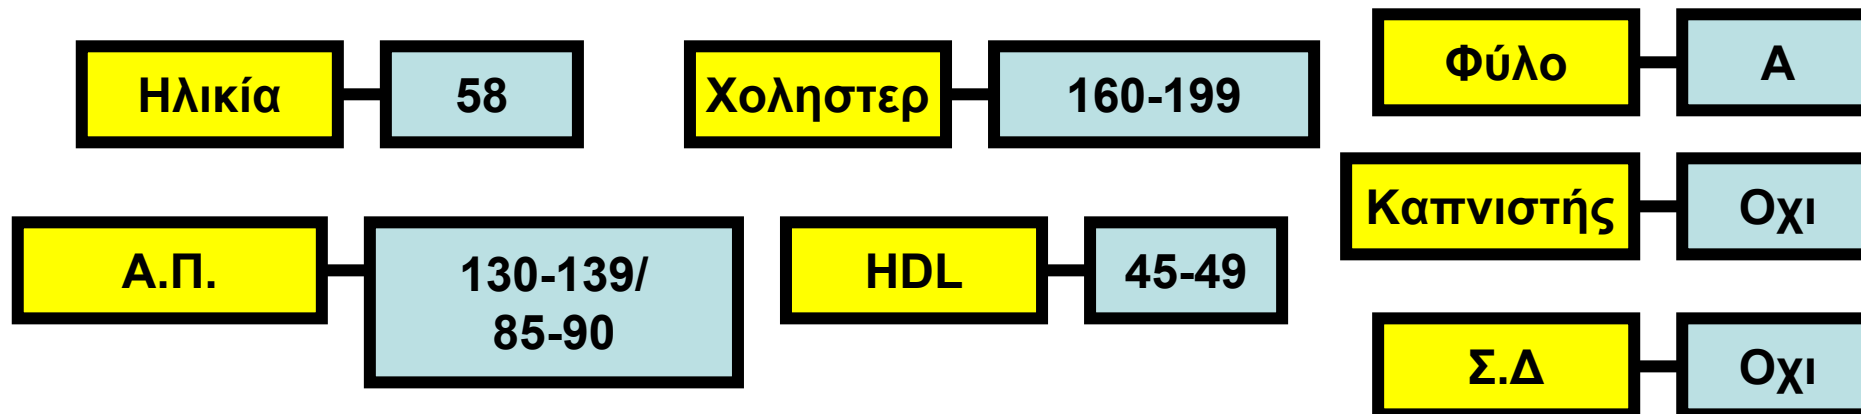 Ηλικία
58
Χοληστερ
160-199
Φύλο
Α
Καπνιστής
Οχι
Α.Π.
130-139/
85-90
HDL
45-49
Σ.Δ
Οχι